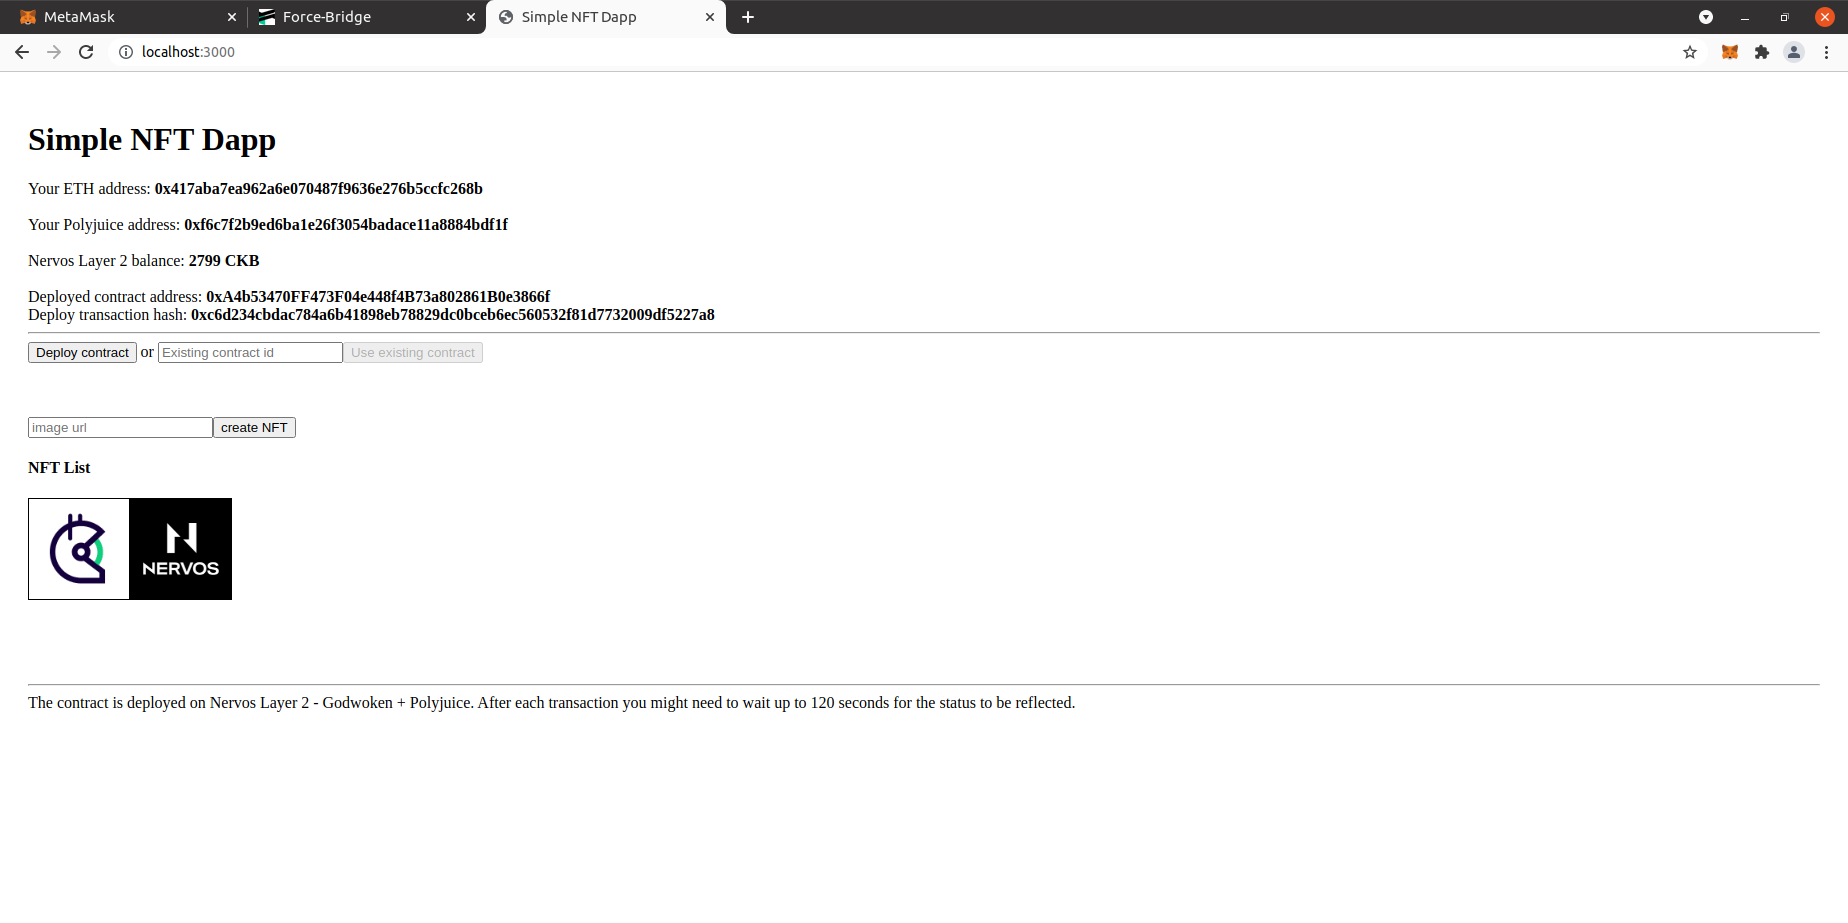 MetaMask
Force-Bridge
Simple NFT Dapp
localhost:3000
Simple NFT Dapp
Your ETH address: 0x417aba7ea962a6e070487f9636e276b5ccfc268b
Your Polyjuice address: 0xf6c7f2b9ed6ba1e26f3054badace11a8884bdf1f
Nervos Layer 2 balance: 2799 CKB
Deployed contract address: 0xA4b53470FF473F04e448f4B73a802861B0e3866f
Deploy transaction hash: 0xc6d234cbdac784a6b41898eb78829dc0bceb6ec560532f81d7732009df5227a8
Deploy contract or Existing contract id Use existing contract
image url create NFT
NFT List
N
NERVOS
The contract is deployed on Nervos Layer 2 - Godwoken + Polyjuice. After each transaction you might need to wait up to 120 seconds for the status to be reflected.